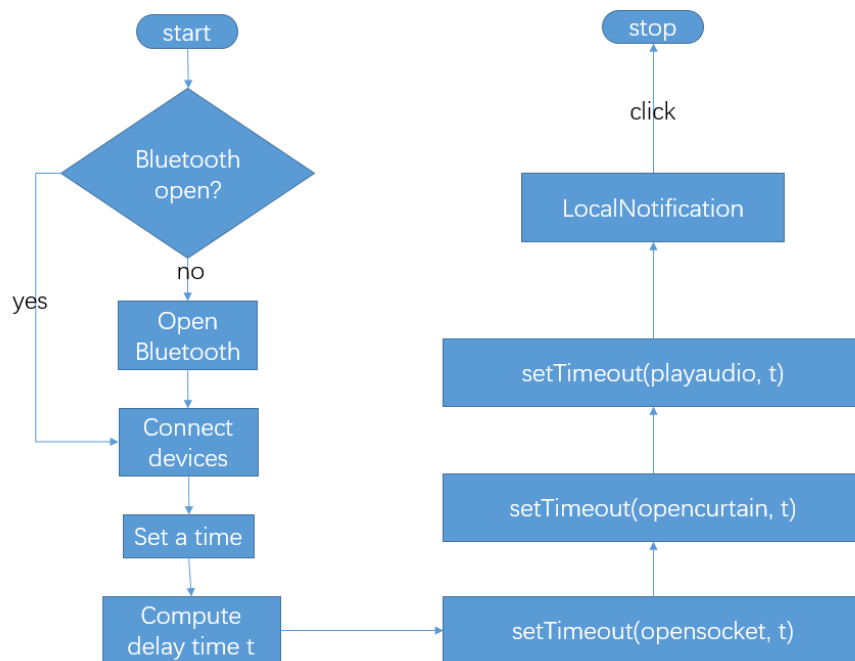 start
Bluetooth
open?
no
yes
Open
Bluetooth
Connect
devices
Set a time
Compute
delay time t
setTimeout(opensocket, t)
setTimeout(opencurtain, t)
setTimeout(playaudio, t)
LocalNotification
click
stop